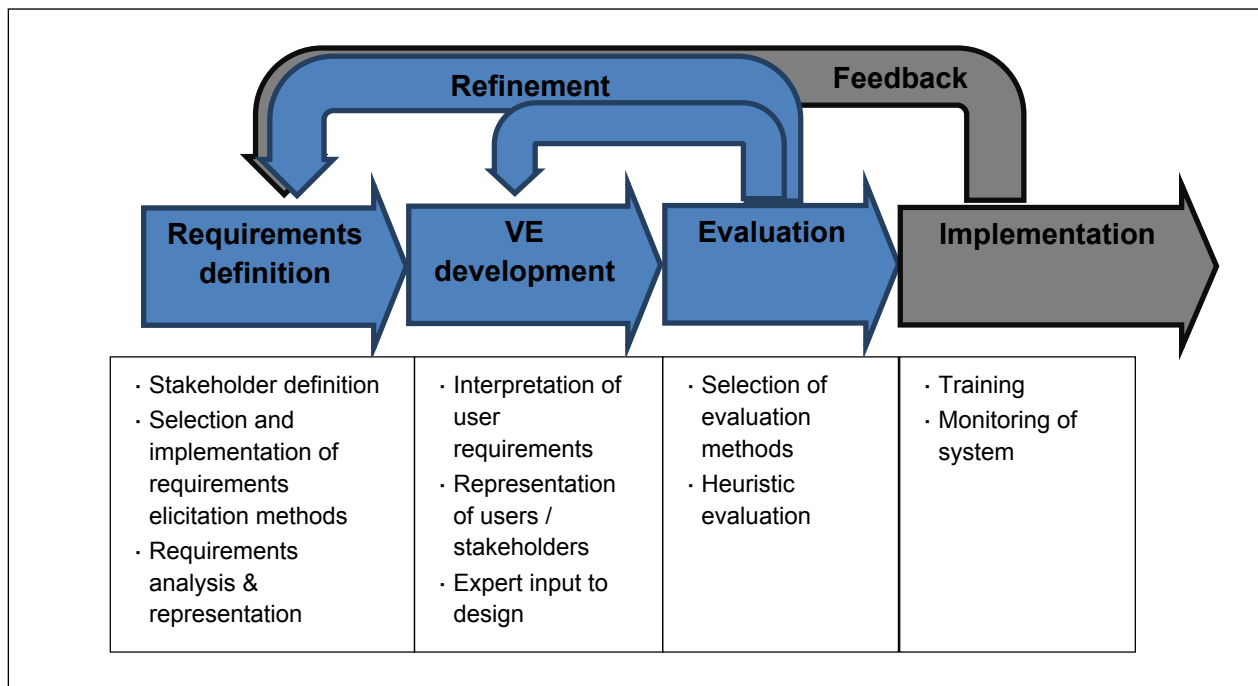 Refinement
Feedback
Requirements
definition
VE
development
Evaluation
Implementation
· Stakeholder definition
· Selection and
implementation of
requirements
elicitation methods
· Requirements
analysis &
representation
· Interpretation of
user
requirements
· Representation
of users /
stakeholders
· Expert input to
design
· Selection of
evaluation
methods
· Heuristic
evaluation
· Training
· Monitoring of
system